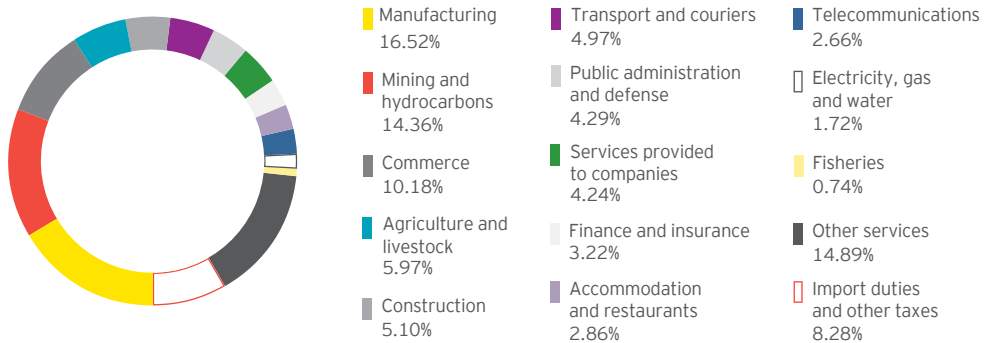 Manufacturing
16.52%
Mining and
hydrocarbons
14.36%
Commerce
10.18%
Agriculture and
livestock
5.97%
Construction
5.10%
Transport and couriers
4.97%
Public administration
and defense
4.29%
Services provided
to companies
4.24%
Finance and insurance
3.22%
Accommodation
and restaurants
2.86%
Telecommunications
2.66%
Electricity, gas
and water
1.72%
Fisheries
0.74%
Other services
14.89%
Import duties
and other taxes
8.28%